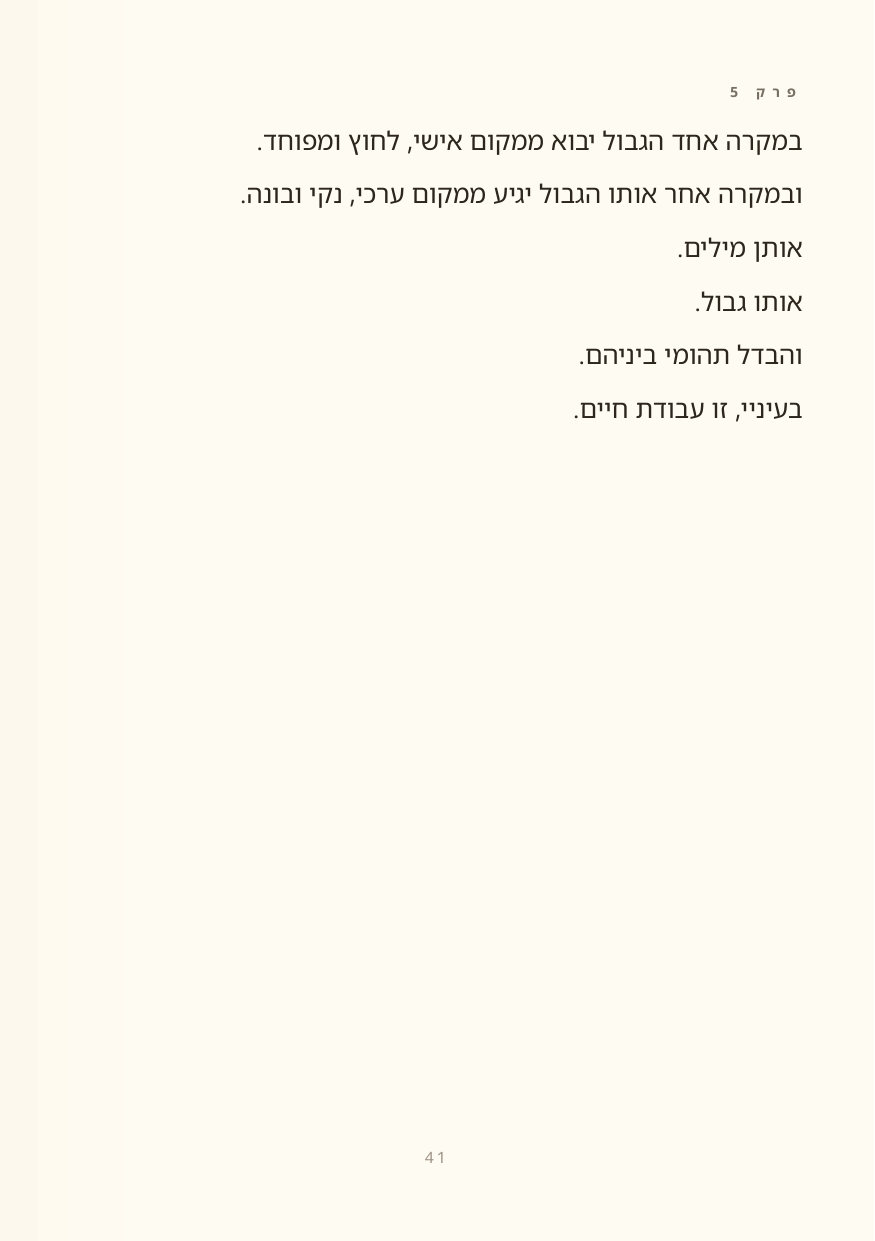 פרק 5
במקרה אחד הגבול יבוא ממקום אישי, לחוץ ומפוחד.
ובמקרה אחר אותו הגבול יגיע ממקום ערכי, נקי ובונה.
אותן מילים.
אותו גבול.
והבדל תהומי ביניהם.
בעיניי, זו עבודת חיים.
41